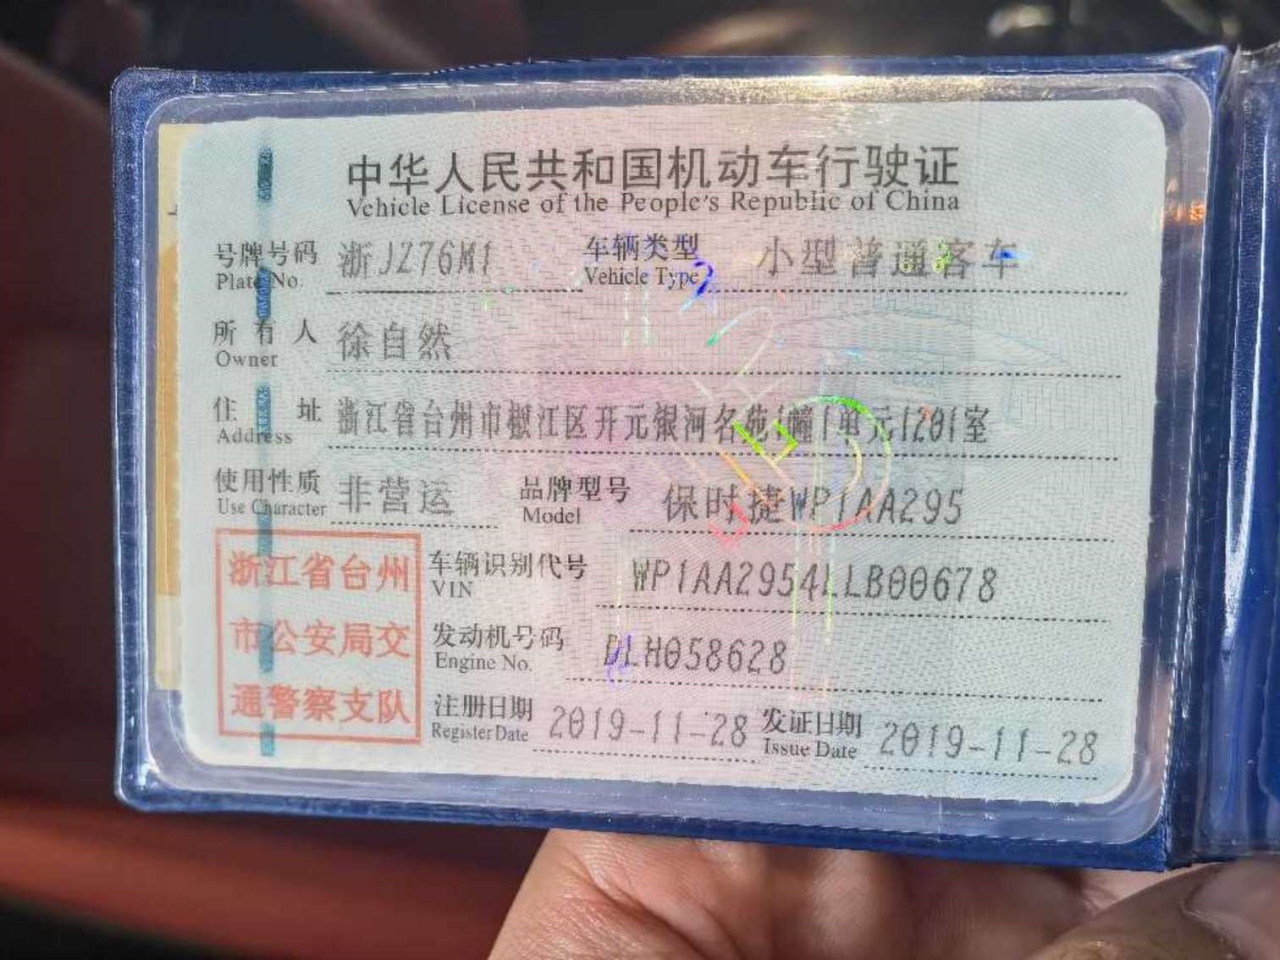 中华人民共和国机动车行驶证
Vehicle License of the People's Republic of China
号牌号码 浙JZ76M1 车辆类型 小型普通客车
Plate No. Vehicle Type
所有人 徐自然
Owner
住址 浙江省台州市椒江区开元银河名苑1幢1单元1201室
Address
使用性质 非营运 品牌型号 保时捷WP1AA295
Use Character Model
浙江省台州
市公安局交
通警察支队
车辆识别代号 WP1AA2954LLB00678
VIN
发动机号码 DLH058628
Engine No.
注册日期 2019-11-28 发证日期 2019-11-28
Register Date Issue Date